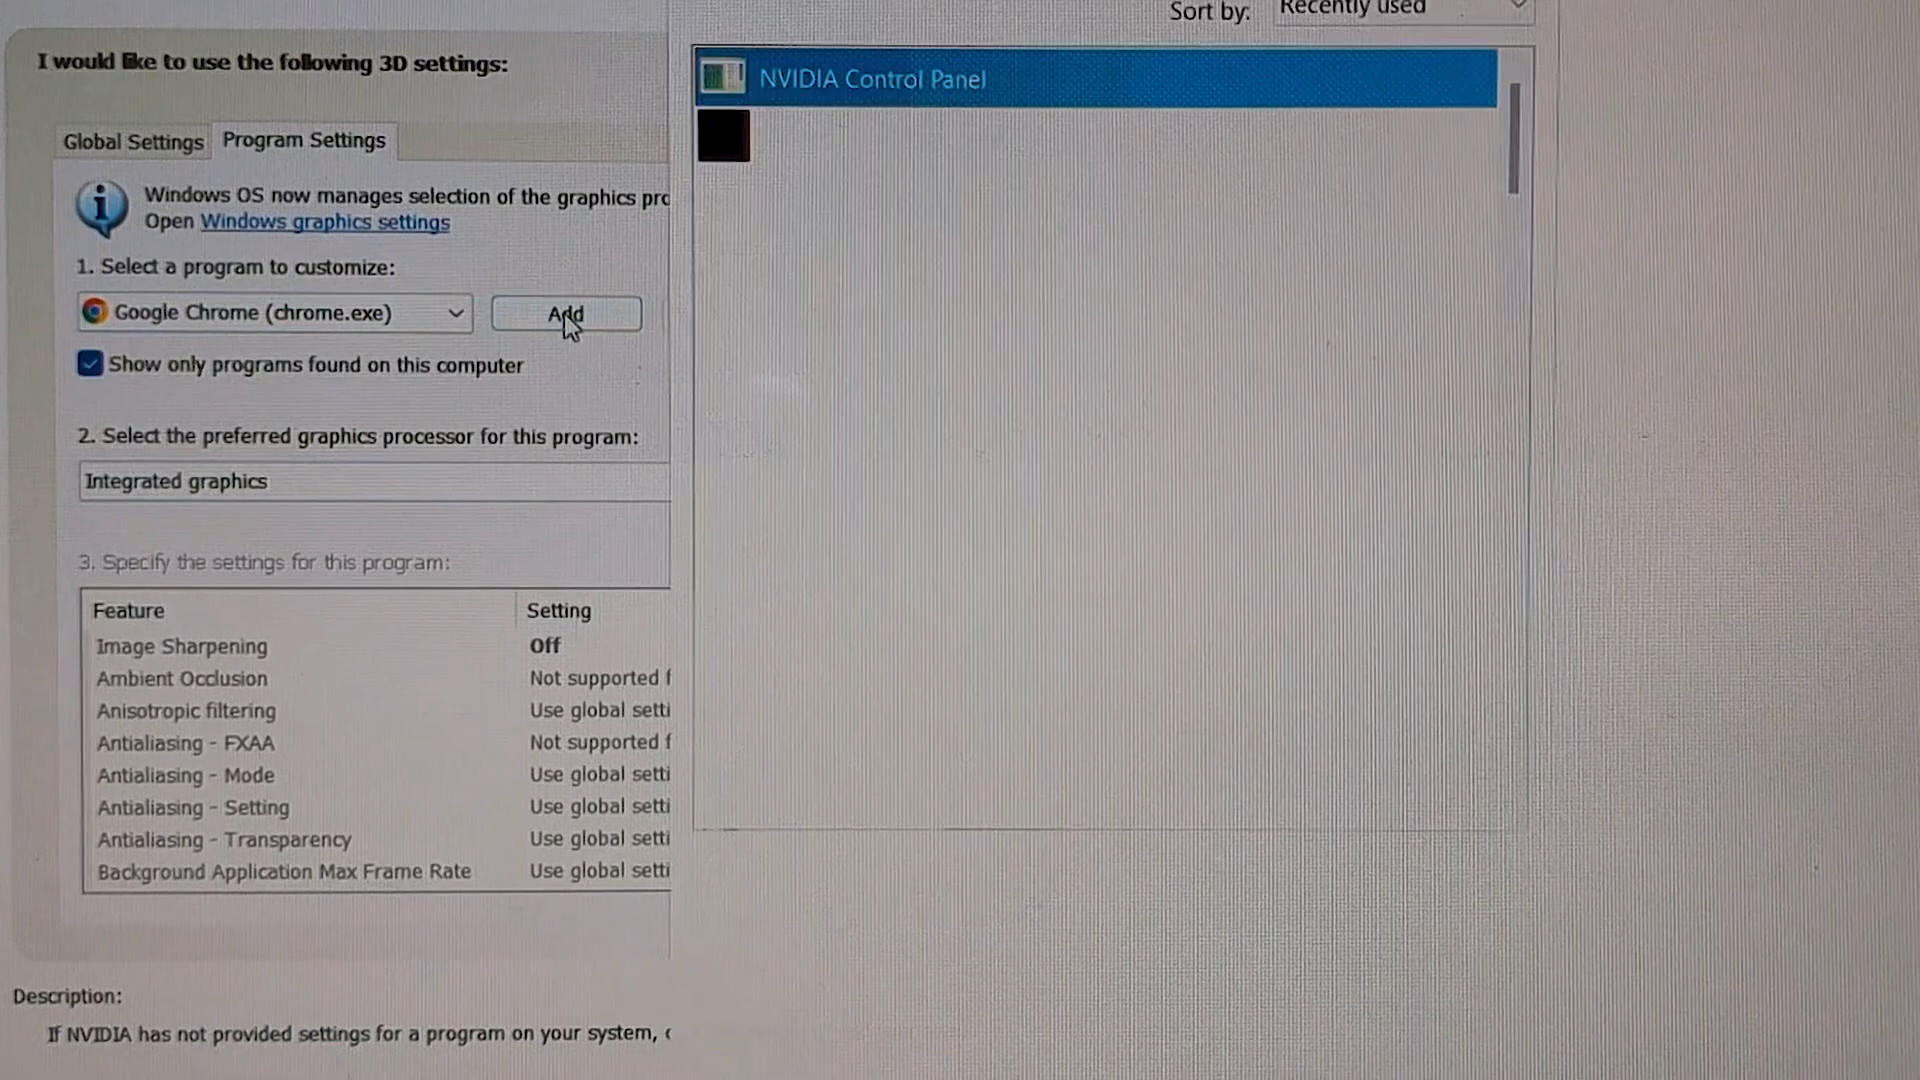 Sort by: Recently used
I would like to use the following 3D settings:
NVIDIA Control Panel
Global Settings
Program Settings
Windows OS now manages selection of the graphics prc
Open Windows graphics settings
1. Select a program to customize:
Google Chrome (chrome.exe)
Add
Show only programs found on this computer
2. Select the preferred graphics processor for this program:
Integrated graphics
3. Specify the settings for this program:
Feature Setting
Image Sharpening Off
Ambient Occlusion Not supported f
Anisotropic filtering Use global setti
Antialiasing - FXAA Not supported f
Antialiasing - Mode Use global setti
Antialiasing - Setting Use global setti
Antialiasing - Transparency Use global setti
Background Application Max Frame Rate Use global setti
Description:
If NVIDIA has not provided settings for a program on your system,